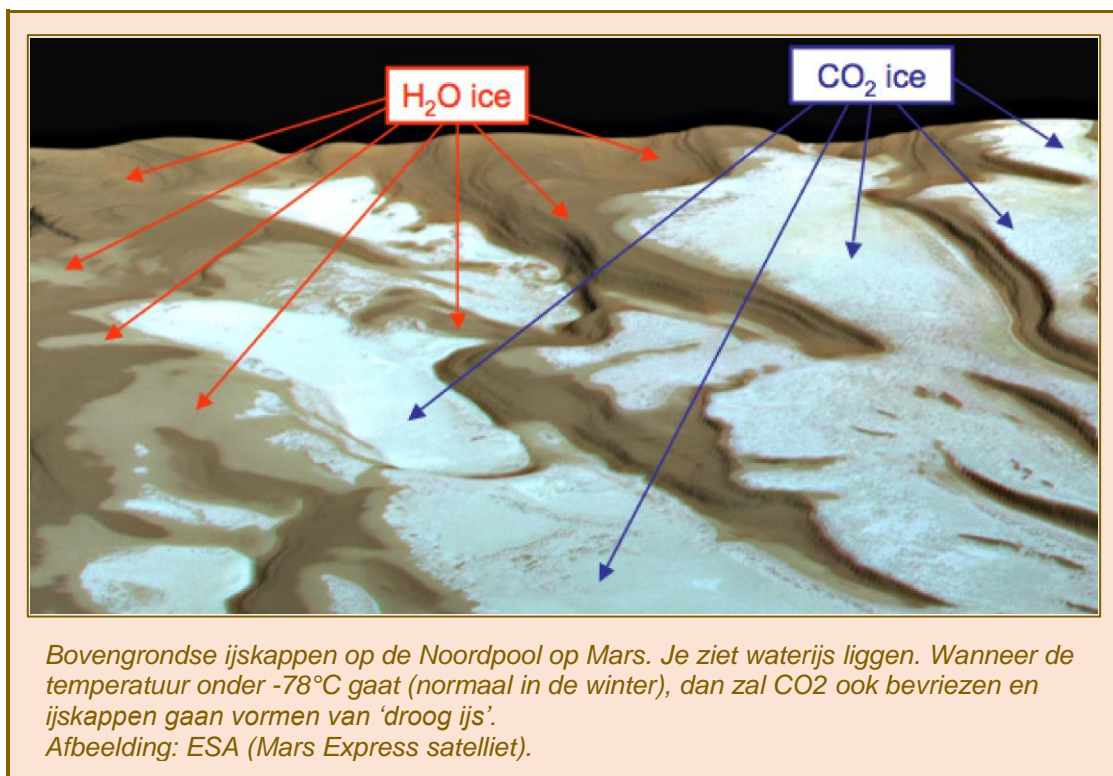 H₂O ice
CO₂ ice
Bovengrondse ijskappen op de Noordpool op Mars. Je ziet waterijs liggen. Wanneer de
temperatuur onder -78°C gaat (normaal in de winter), dan zal CO2 ook bevriezen en
ijskappen gaan vormen van ‘droog ijs’.
Afbeelding: ESA (Mars Express satelliet).